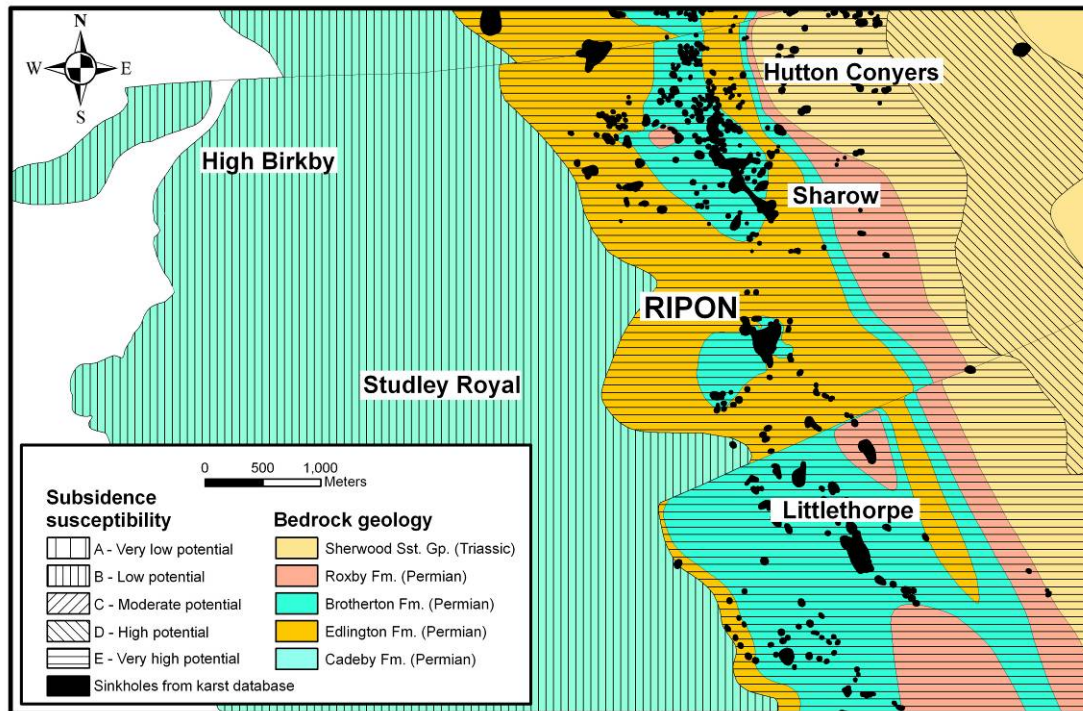 N
W
E
S
Hutton Conyers
High Birkby
Sharow
RIPON
Studley Royal
Littlethorpe
0 500 1,000
Meters
Subsidence
susceptibility
A - Very low potential
B - Low potential
C - Moderate potential
D - High potential
E - Very high potential
Sinkholes from karst database
Bedrock geology
Sherwood Sst. Gp. (Triassic)
Roxby Fm. (Permian)
Brotherton Fm. (Permian)
Edlington Fm. (Permian)
Cadeby Fm. (Permian)